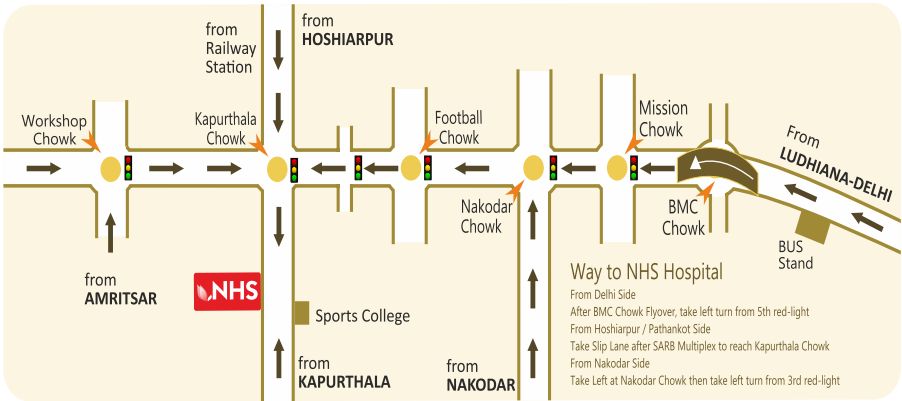 from
Railway
Station
from
HOSHIARPUR
Workshop
Chowk
Kapurthala
Chowk
Football
Chowk
Mission
Chowk
From
LUDHIANA-DELHI
Nakodar
Chowk
BMC
Chowk
BUS
Stand
from
AMRITSAR
NHS
Sports College
from
KAPURTHALA
from
NAKODAR
Way to NHS Hospital
From Delhi Side
After BMC Chowk Flyover, take left turn from 5th red-light
From Hoshiarpur / Pathankot Side
Take Slip Lane after SARB Multiplex to reach Kapurthala Chowk
From Nakodar Side
Take Left at Nakodar Chowk then take left turn from 3rd red-light